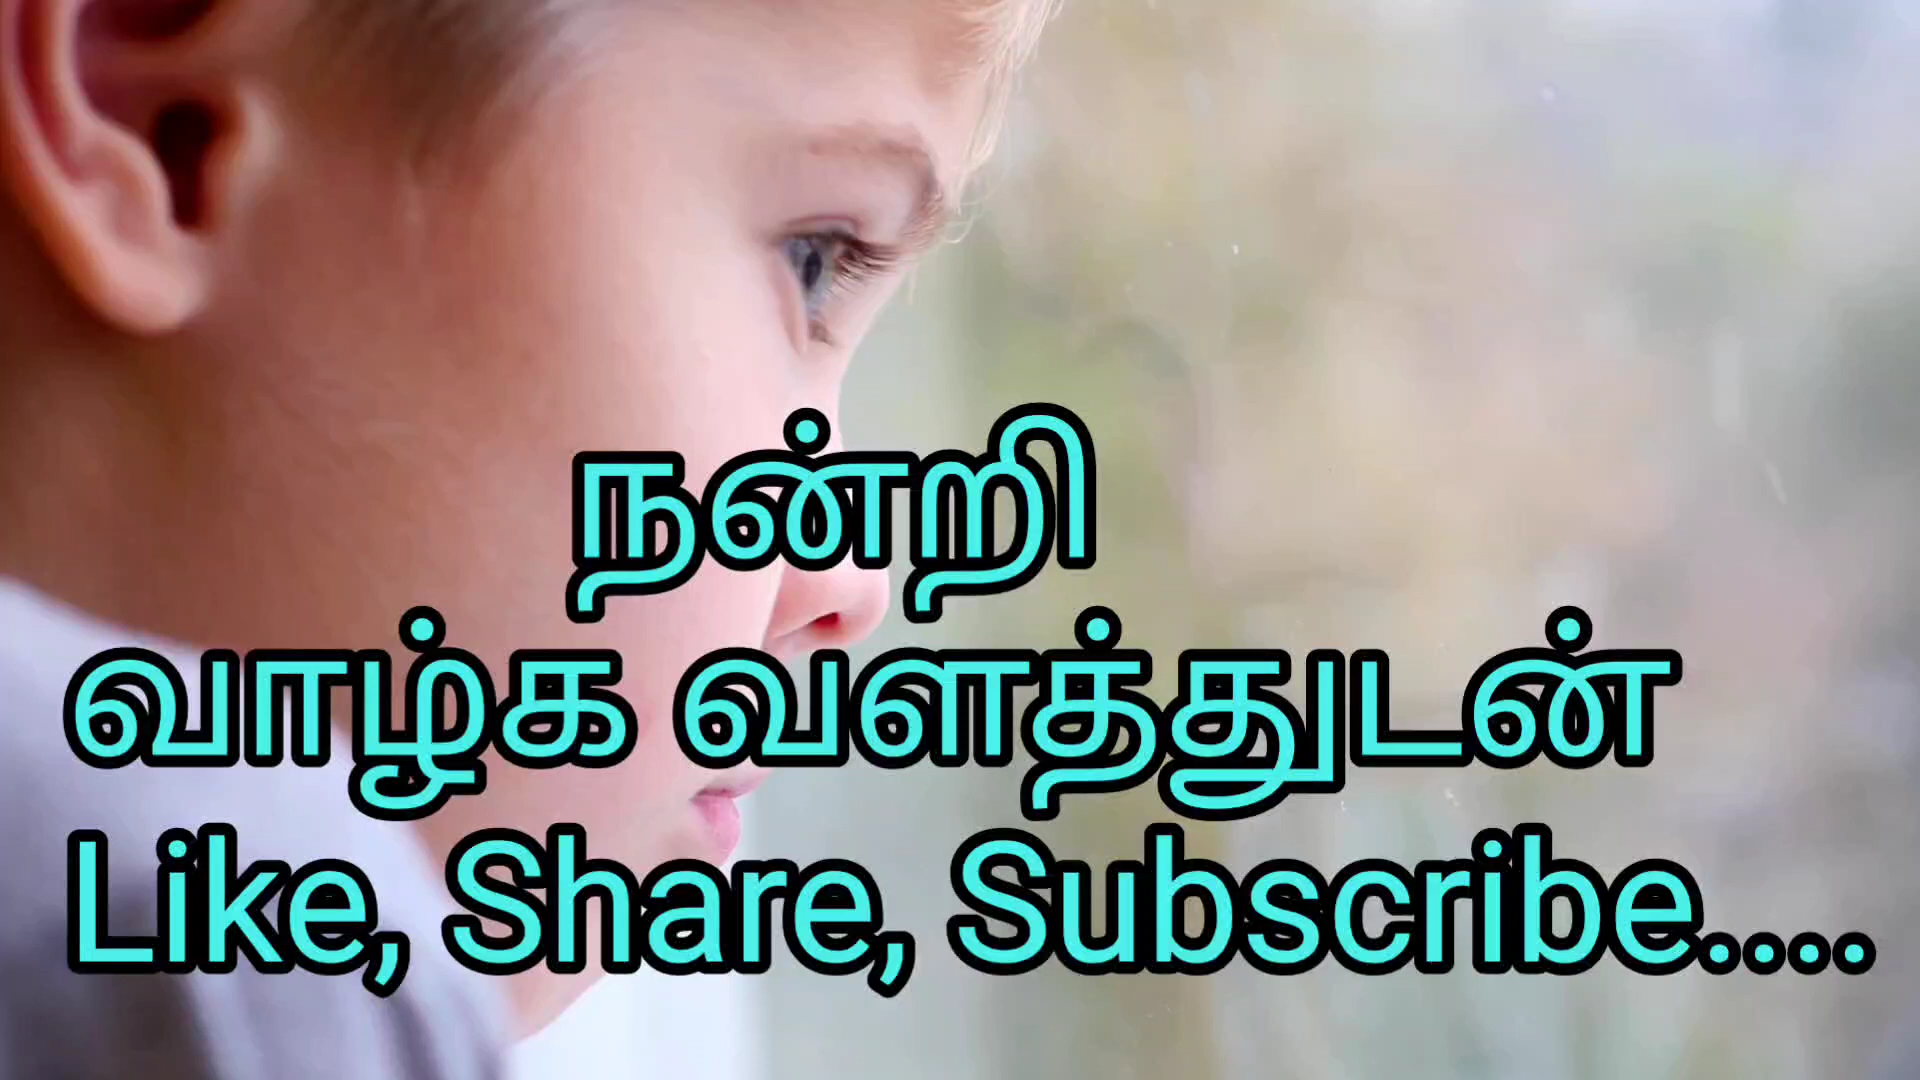 நன்றி
வாழ்க வளத்துடன்
Like, Share, Subscribe....